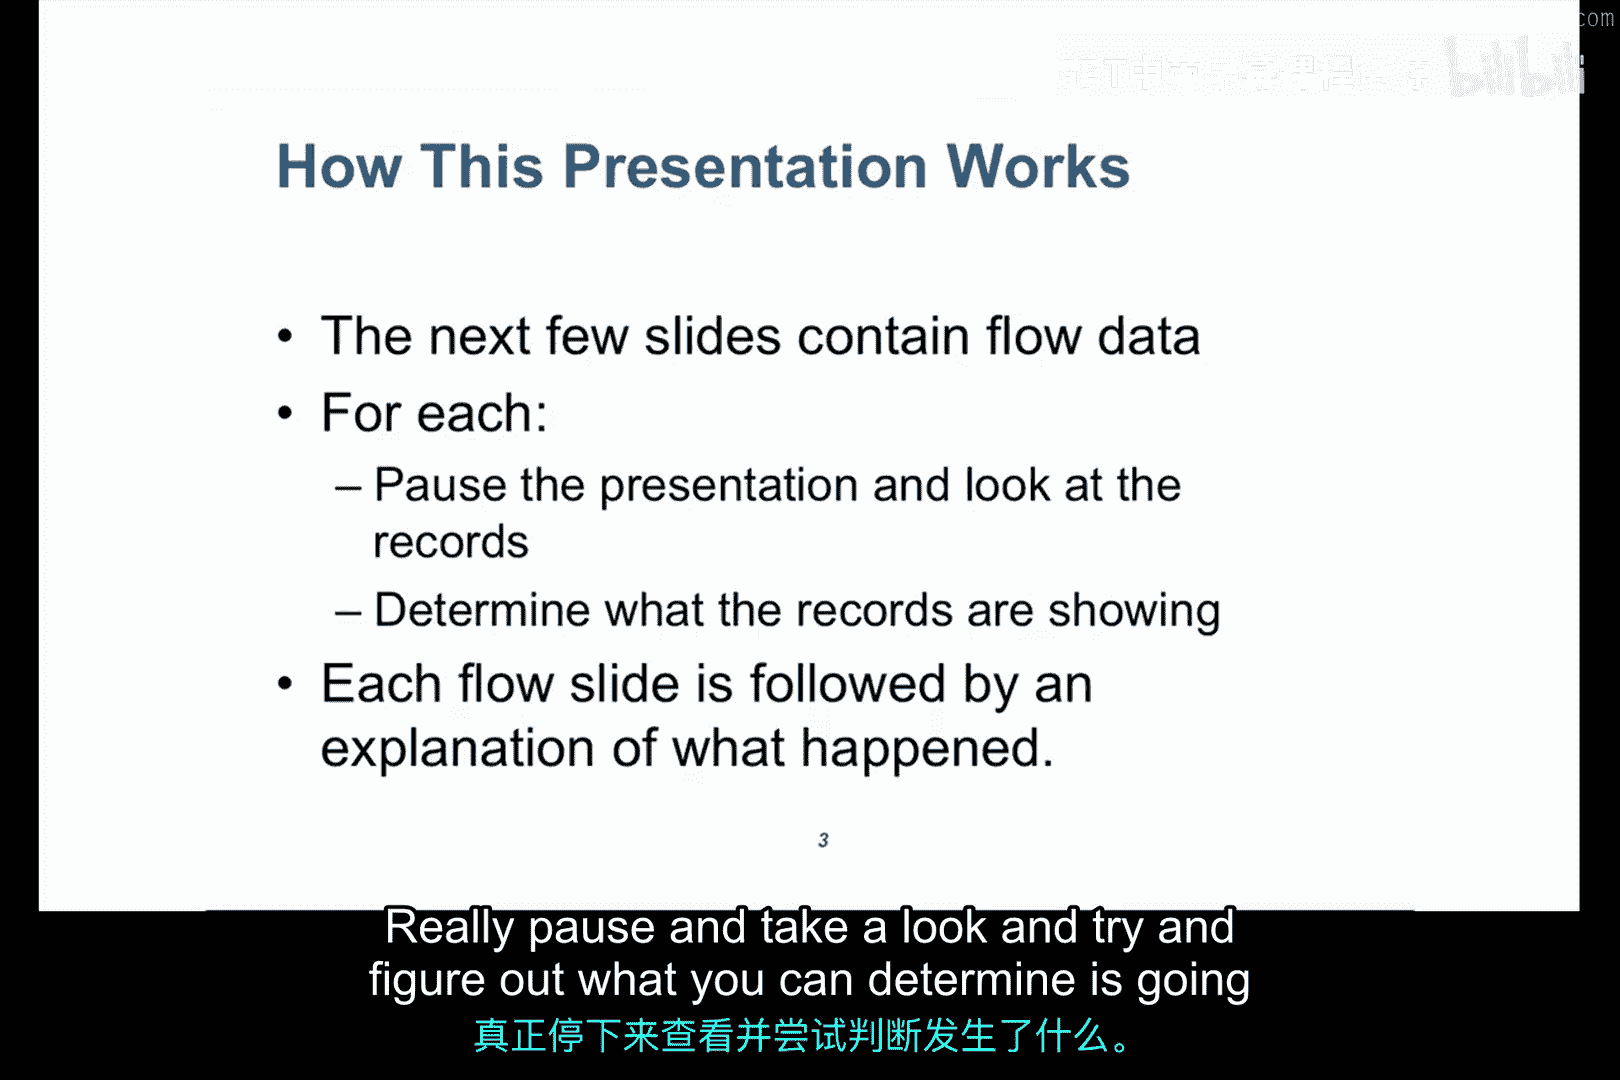 com
bilibili
How This Presentation Works
• The next few slides contain flow data
• For each:
– Pause the presentation and look at the
records
– Determine what the records are showing
• Each flow slide is followed by an
explanation of what happened.
3
Really pause and take a look and try and
figure out what you can determine is going
真正停下来查看并尝试判断发生了什么。